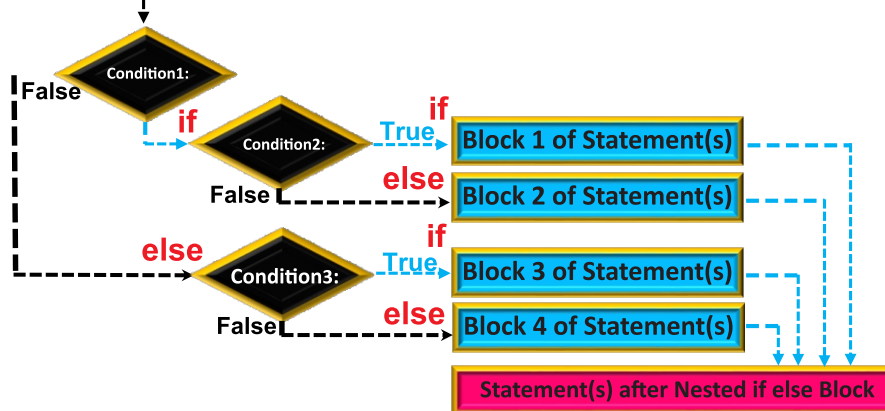 Condition1:
False
if
Condition2:
if
True
Block 1 of Statement(s)
else
False
Block 2 of Statement(s)
else
Condition3:
if
True
Block 3 of Statement(s)
else
False
Block 4 of Statement(s)
Statement(s) after Nested if else Block